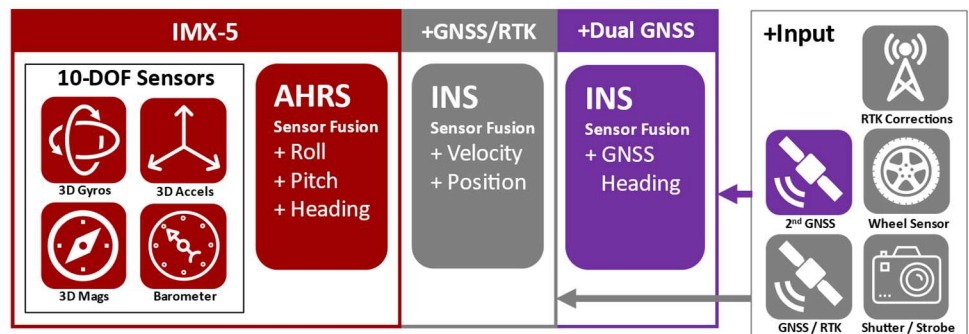 IMX-5
+GNSS/RTK
+Dual GNSS
+Input
10-DOF Sensors
3D Gyros
3D Accels
3D Mags
Barometer
AHRS
Sensor Fusion
+ Roll
+ Pitch
+ Heading
INS
Sensor Fusion
+ Velocity
+ Position
INS
Sensor Fusion
+ GNSS
Heading
RTK Corrections
2nd GNSS
Wheel Sensor
GNSS / RTK
Shutter / Strobe